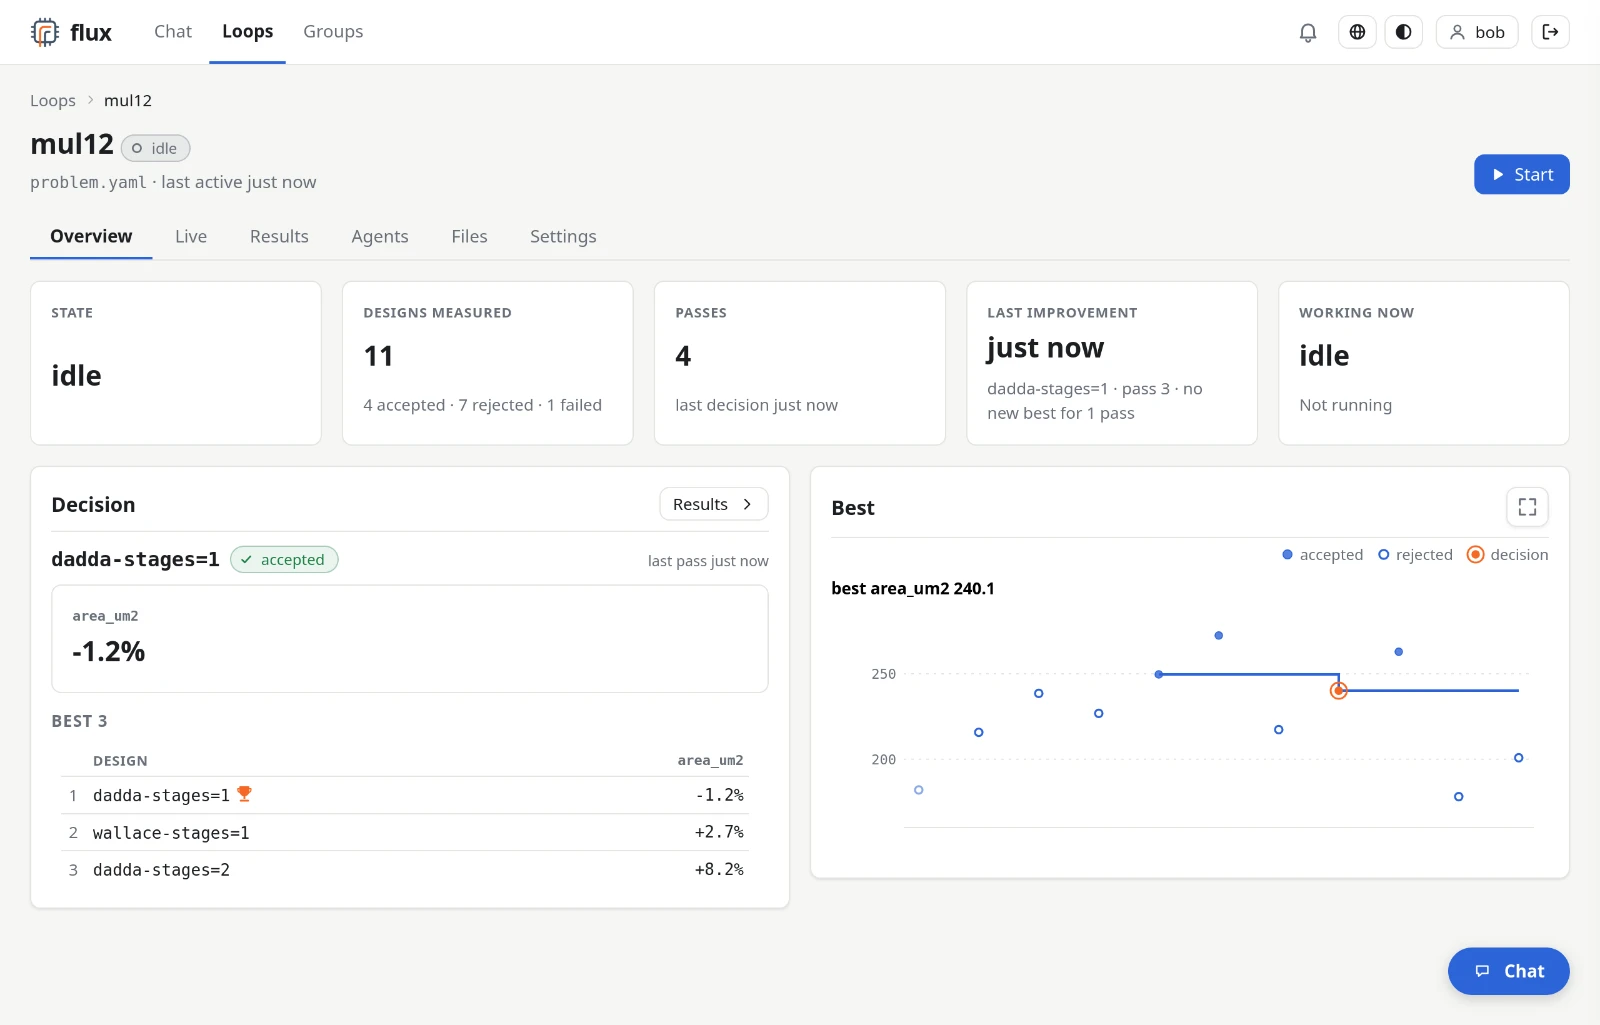 flux
Chat
Loops
Groups
bob
Loops > mul12
mul12
idle
problem.yaml · last active just now
Start
Overview
Live
Results
Agents
Files
Settings
STATE
idle
DESIGNS MEASURED
11
4 accepted · 7 rejected · 1 failed
PASSES
4
last decision just now
LAST IMPROVEMENT
just now
dadda-stages=1 · pass 3 · no
new best for 1 pass
WORKING NOW
idle
Not running
Decision
Results
dadda-stages=1
accepted
last pass just now
area_um2
-1.2%
BEST 3
DESIGN area_um2
1 dadda-stages=1 -1.2%
2 wallace-stages=1 +2.7%
3 dadda-stages=2 +8.2%
Best
accepted
rejected
decision
best area_um2 240.1
250
200
Chat